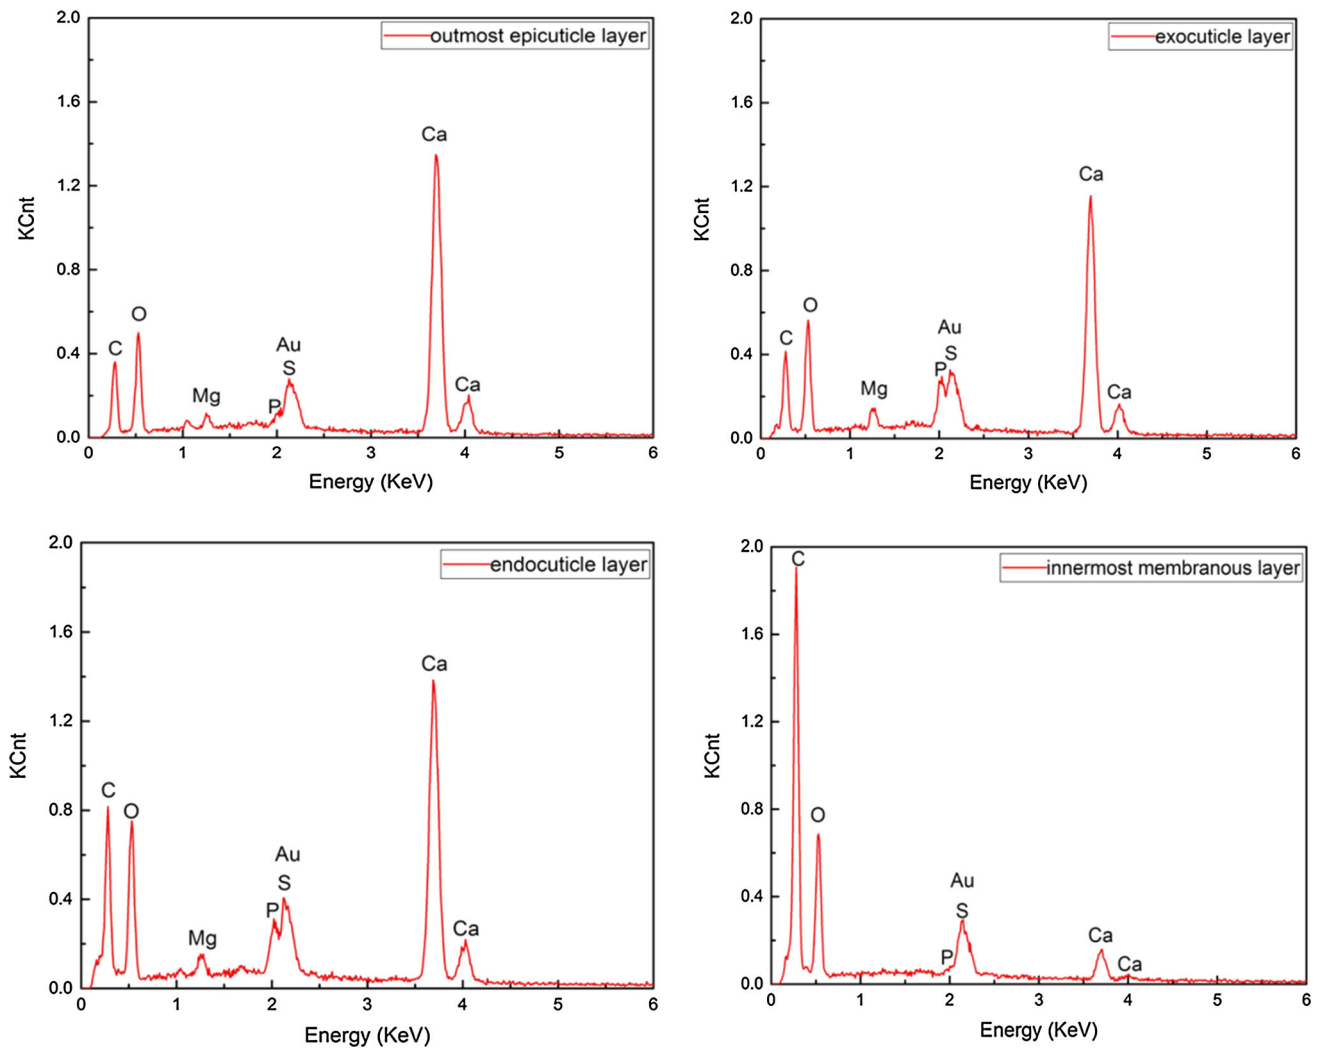 outmost epicuticle layer
2.0
1.6
1.2
0.8
0.4
0.0
KCnt
C
O
Mg
P
Au
S
Ca
Ca
0 1 2 3 4 5 6
Energy (KeV)
exocuticle layer
2.0
1.6
1.2
0.8
0.4
0.0
KCnt
C
O
Mg
P
Au
S
Ca
Ca
0 1 2 3 4 5 6
Energy (KeV)
endocuticle layer
2.0
1.6
1.2
0.8
0.4
0.0
KCnt
C
O
Mg
P
Au
S
Ca
Ca
0 1 2 3 4 5 6
Energy (KeV)
innermost membranous layer
2.0
1.6
1.2
0.8
0.4
0.0
KCnt
C
O
P
Au
S
Ca
Ca
0 1 2 3 4 5 6
Energy (KeV)